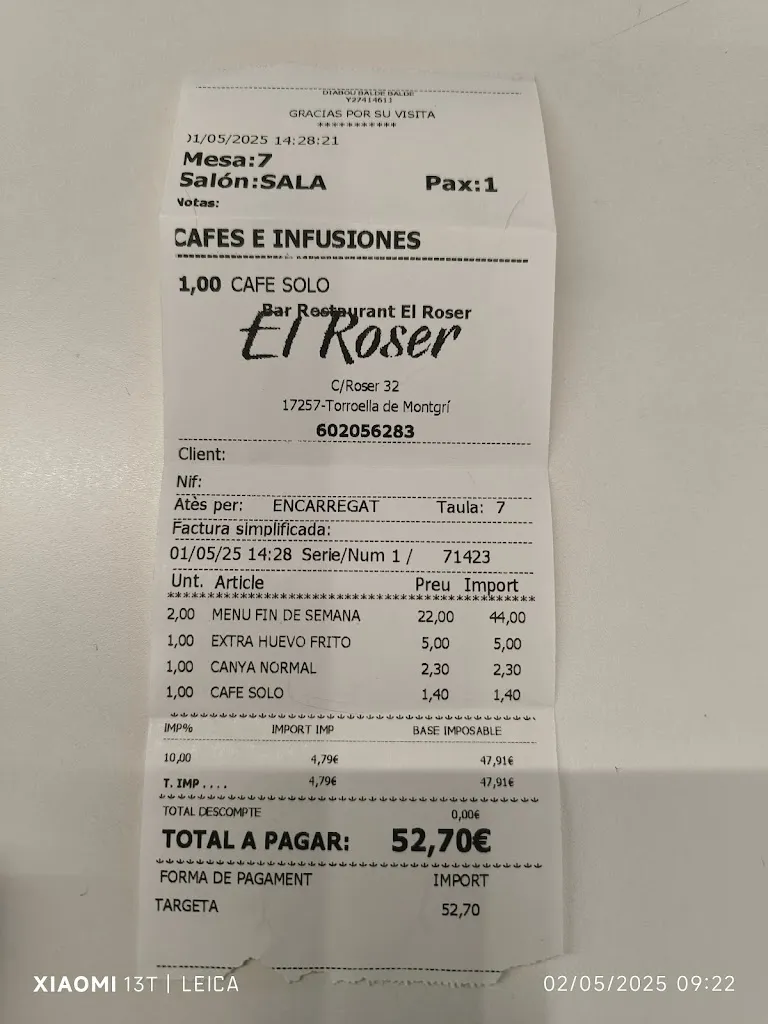 DIABOU BALDE BALDE
Y27414611
GRACIAS POR SU VISITA
***********
01/05/2025 14:28:21
Mesa:7
Salón:SALA Pax:1
Notas:
CAFES E INFUSIONES
1,00 CAFE SOLO
Bar Restaurant El Roser
El Roser
C/Roser 32
17257-Torroella de Montgrí
602056283
Client:
Nif:
Atès per: ENCARREGAT Taula: 7
Factura simplificada:
01/05/25 14:28 Serie/Num 1 / 71423
Unt. Article Preu Import
2,00 MENU FIN DE SEMANA 22,00 44,00
1,00 EXTRA HUEVO FRITO 5,00 5,00
1,00 CANYA NORMAL 2,30 2,30
1,00 CAFE SOLO 1,40 1,40
IMP% IMPORT IMP BASE IMPOSABLE
10,00 4,79€ 47,91€
T. IMP .... 4,79€ 47,91€
TOTAL DESCOMPTE 0,00€
TOTAL A PAGAR: 52,70€
FORMA DE PAGAMENT IMPORT
TARGETA 52,70
XIAOMI 13T | LEICA 02/05/2025 09:22